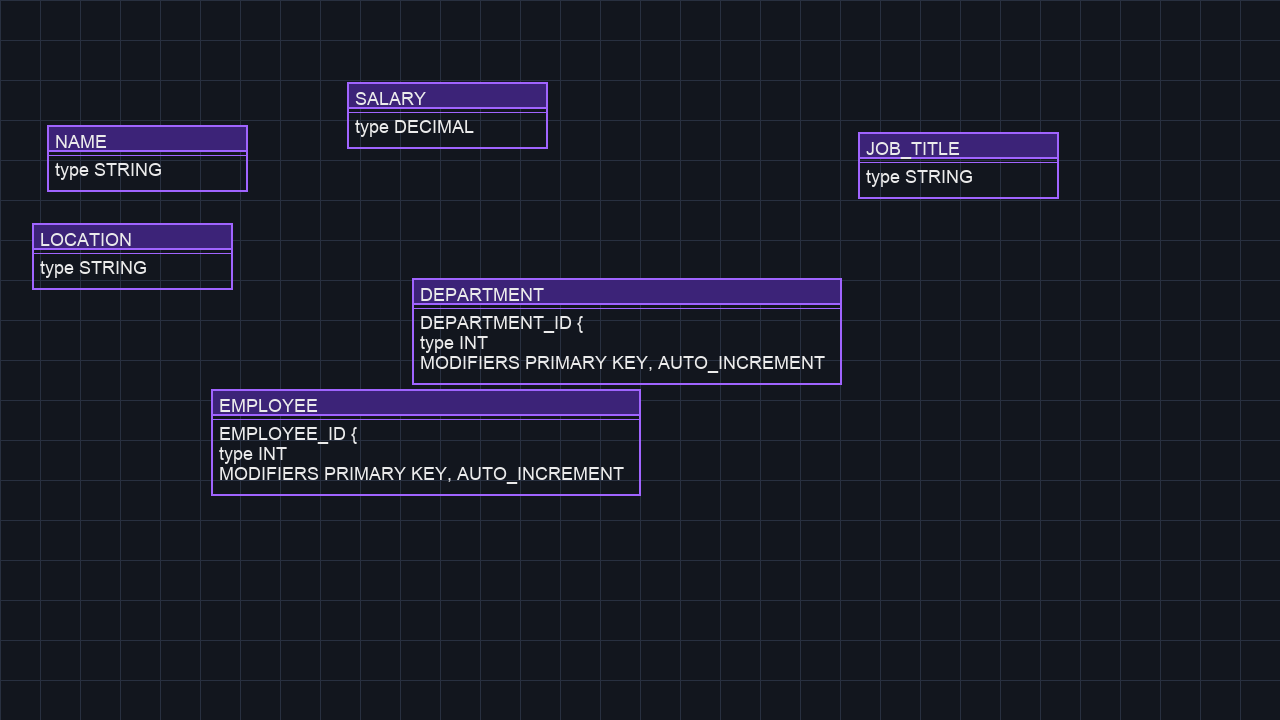 SALARY
type DECIMAL
NAME
type STRING
JOB_TITLE
type STRING
LOCATION
type STRING
DEPARTMENT
DEPARTMENT_ID {
type INT
MODIFIERS PRIMARY KEY, AUTO_INCREMENT
EMPLOYEE
EMPLOYEE_ID {
type INT
MODIFIERS PRIMARY KEY, AUTO_INCREMENT